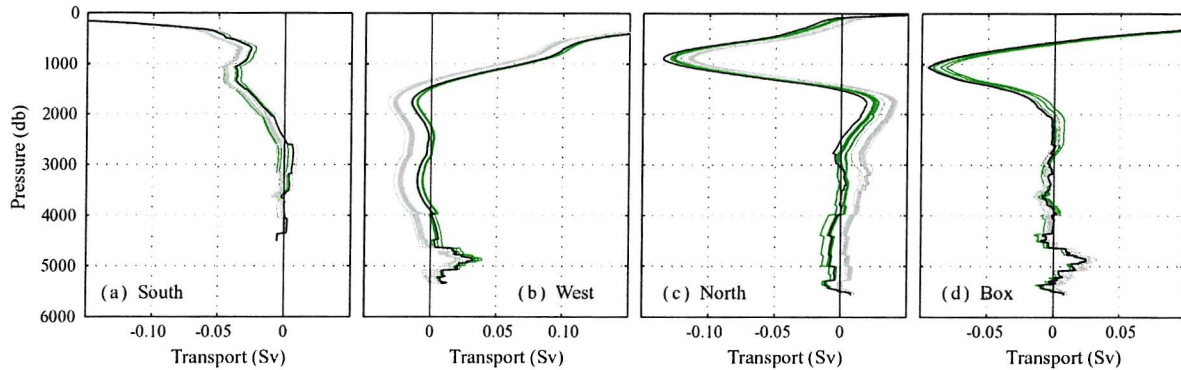 0
1000
2000
3000
4000
5000
6000
Pressure (db)
(a) South
(b) West
(c) North
(d) Box
-0.10 -0.05 0
0 0.05 0.10
-0.10 -0.05 0
-0.05 0 0.05
Transport (Sv)
Transport (Sv)
Transport (Sv)
Transport (Sv)